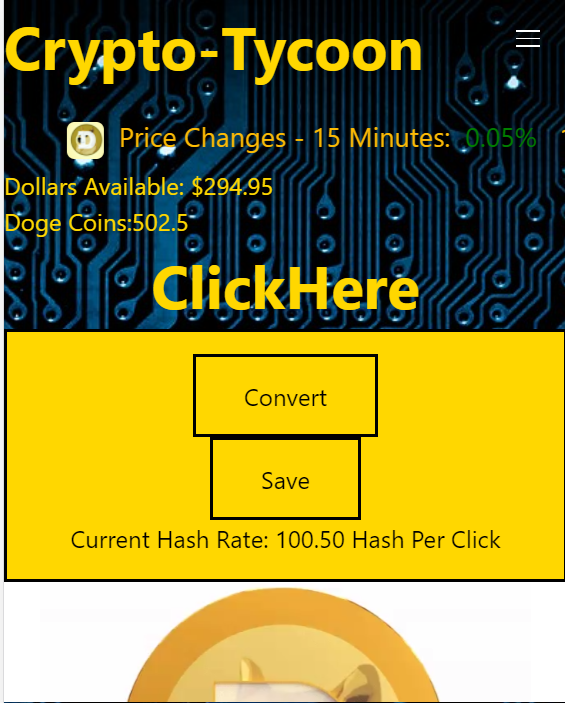 Crypto-Tycoon
Price Changes - 15 Minutes: 0.05%
Dollars Available: $294.95
Doge Coins:502.5
ClickHere
Convert
Save
Current Hash Rate: 100.50 Hash Per Click